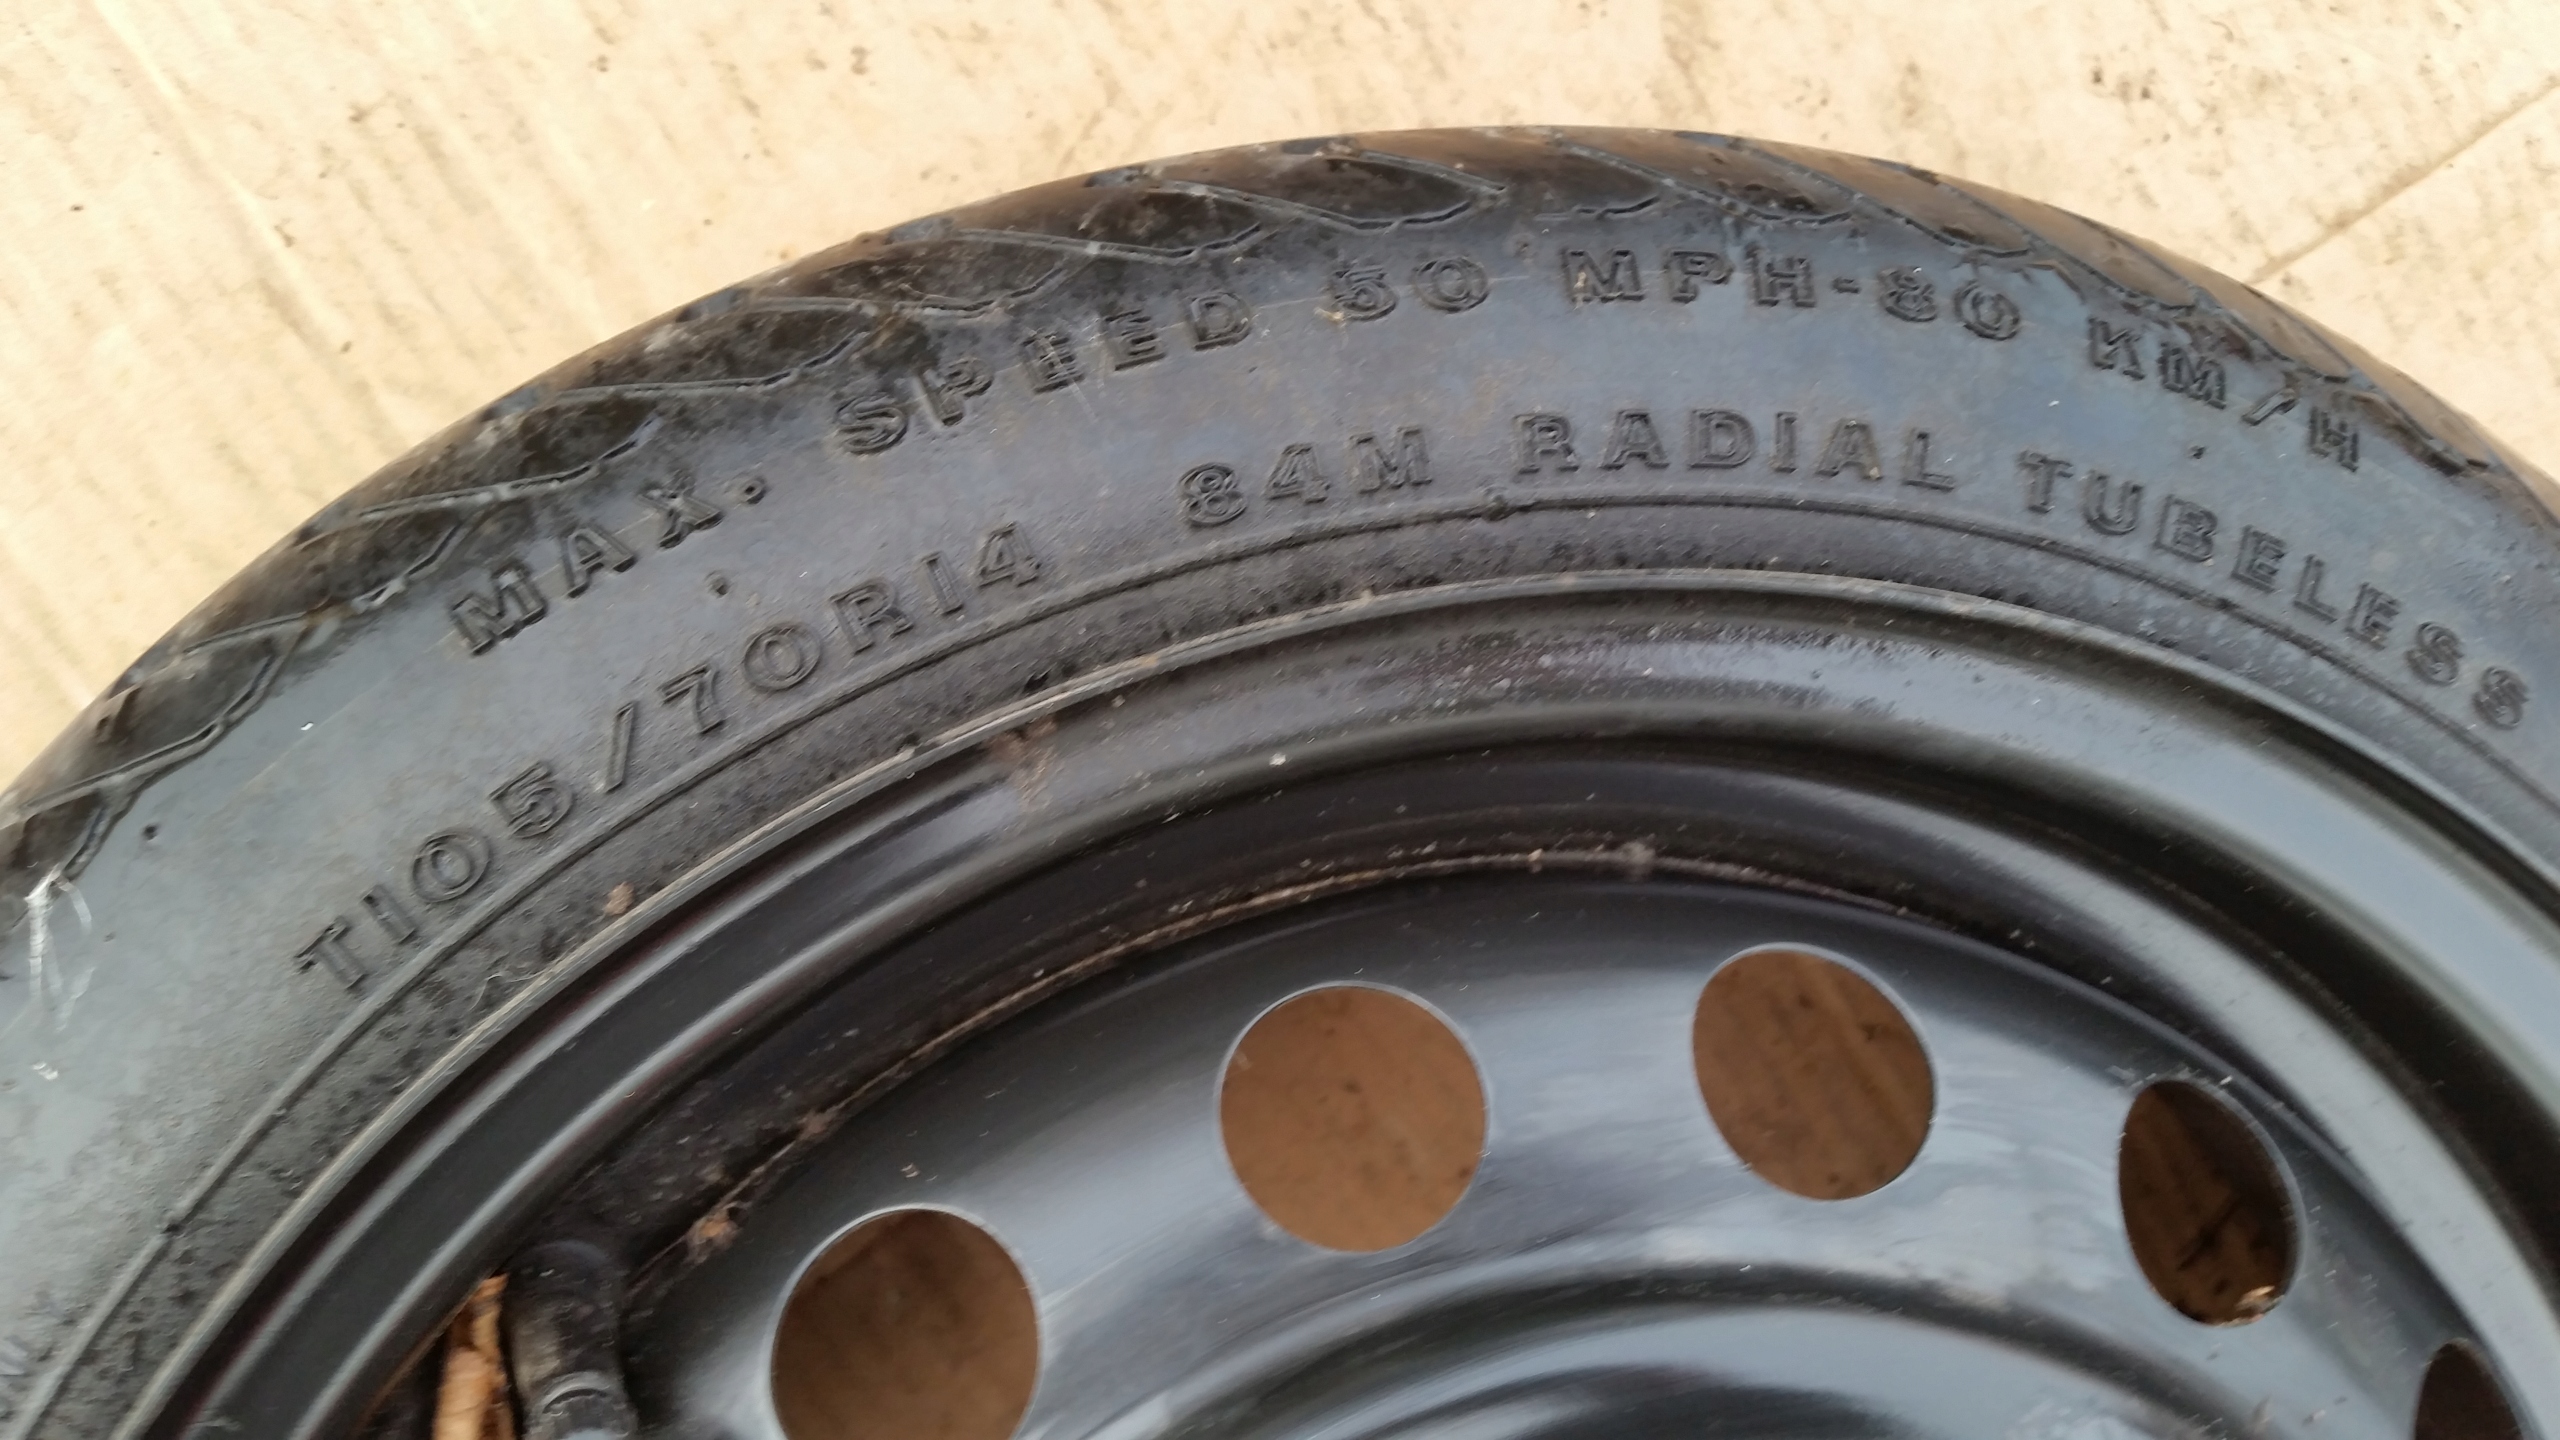 MAX. SPEED 50 MPH-80 KM/H
T105/70R14 84M RADIAL TUBELESS